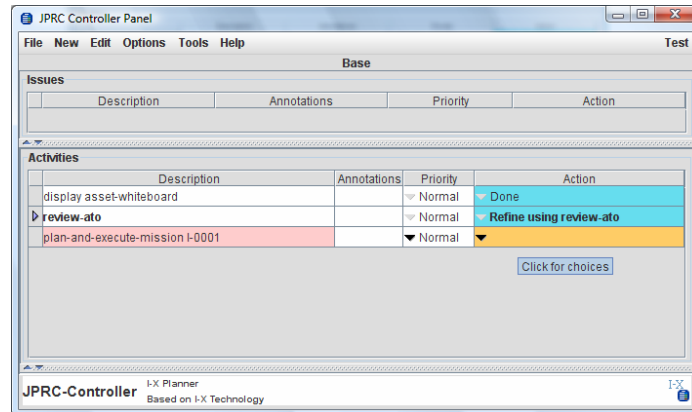 JPRC Controller Panel
File New Edit Options Tools Help Test
Base
Issues
Description Annotations Priority Action
Activities
Description Annotations Priority Action
display asset-whiteboard Normal Done
review-ato Normal Refine using review-ato
plan-and-execute-mission I-0001 Normal
Click for choices
JPRC-Controller
I-X Planner
Based on I-X Technology
I-X